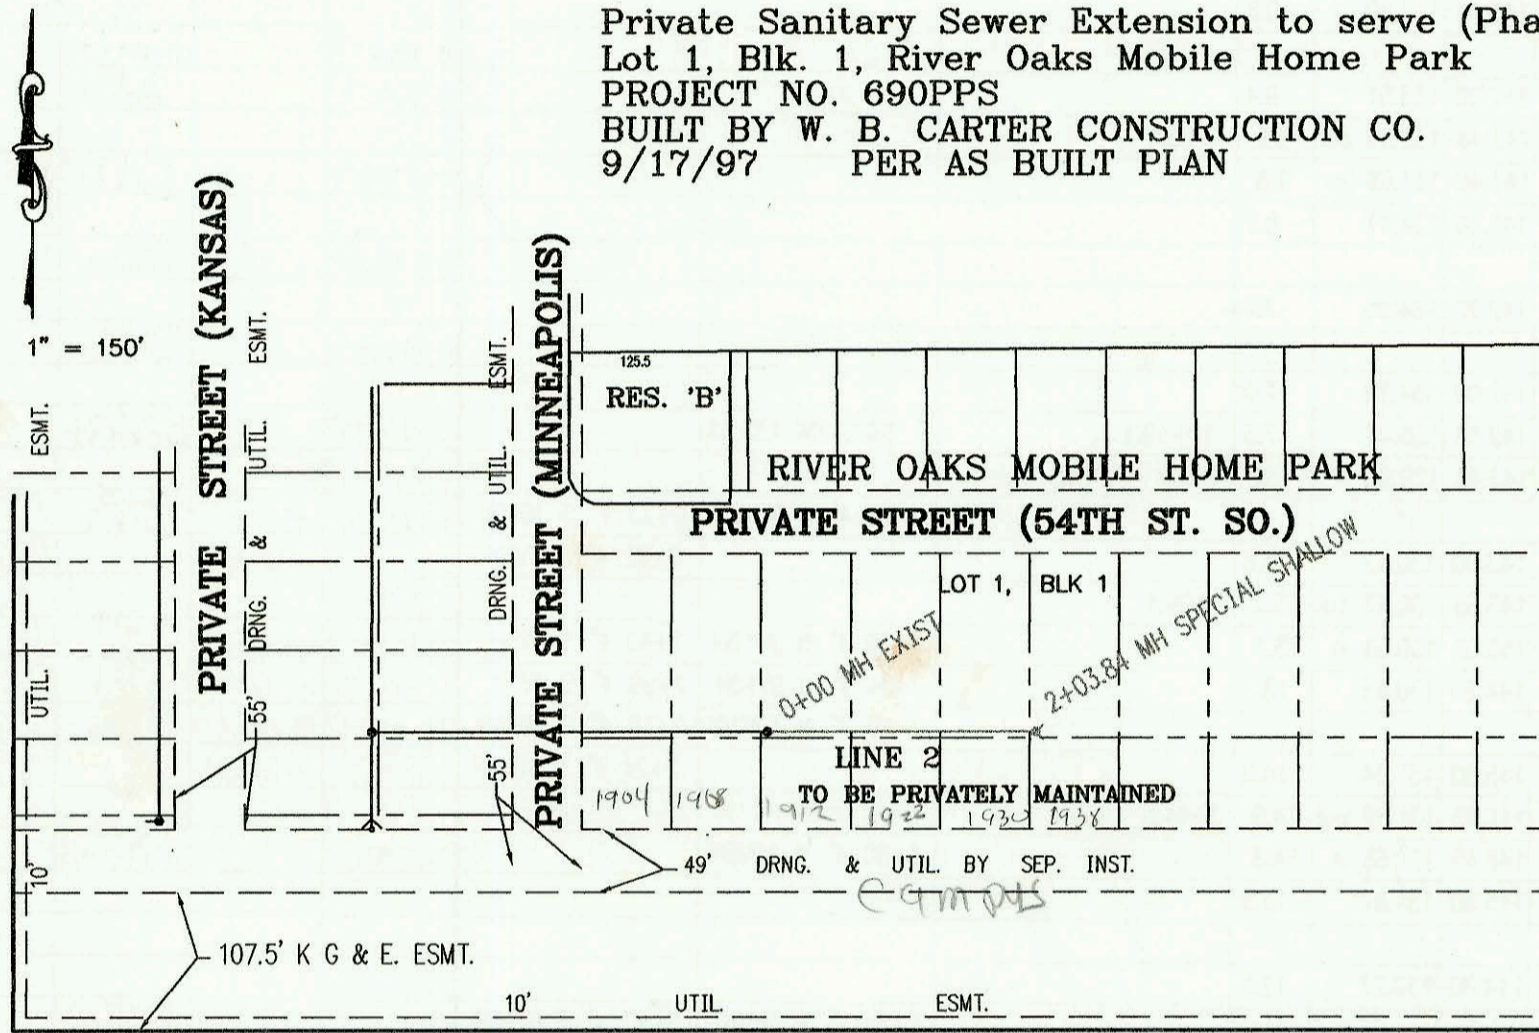 Private Sanitary Sewer Extension to serve (Pha
Lot 1, Blk. 1, River Oaks Mobile Home Park
PROJECT NO. 690PPS
BUILT BY W. B. CARTER CONSTRUCTION CO.
9/17/97 PER AS BUILT PLAN
1" = 150'
ESMT.
UTIL.
10'
PRIVATE STREET (KANSAS)
DRNG. & UTIL. ESMT.
55'
DRNG. & UTIL. ESMT.
55'
PRIVATE STREET (MINNEAPOLIS)
125.5
RES. 'B'
RIVER OAKS MOBILE HOME PARK
PRIVATE STREET (54TH ST. SO.)
LOT 1, BLK 1
0+00 MH EXIST
2+03.84 MH SPECIAL SHALLOW
LINE 2
TO BE PRIVATELY MAINTAINED
1904 1908 1912 1922 1930 1938
49' DRNG. & UTIL. BY SEP. INST.
Campus
107.5' K G & E. ESMT.
10' UTIL. ESMT.